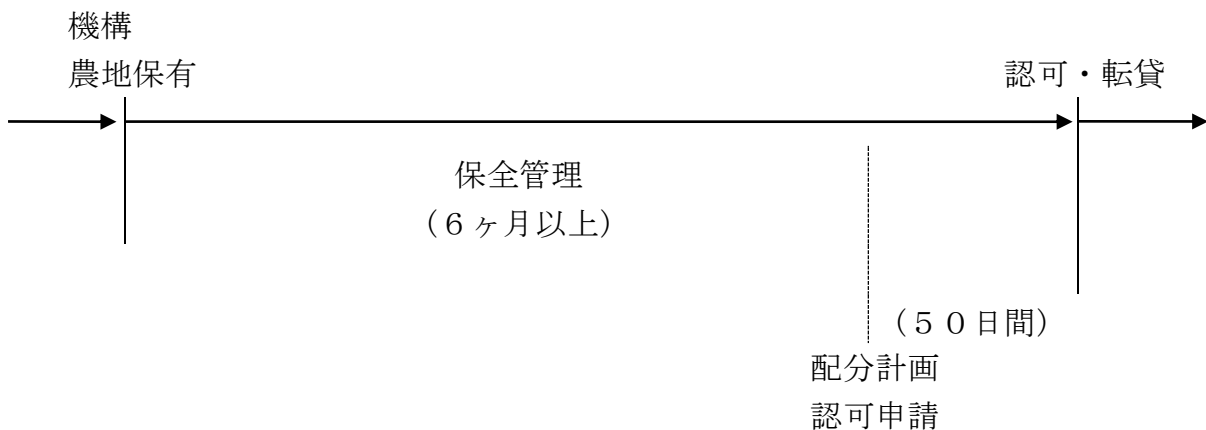 機構
農地保有
認可・転貸
保全管理
（６ヶ月以上）
（５０日間）
配分計画
認可申請